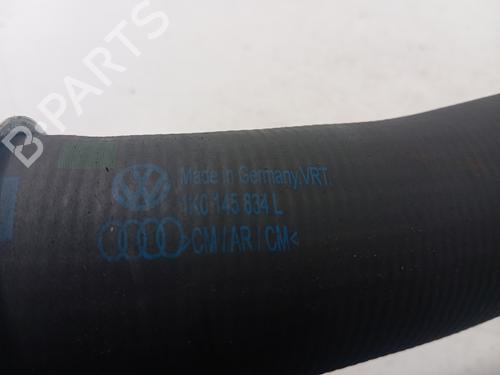 B PARTS
Made in Germany.VRT.
1K0 145 834 L
>CM/AR/CM<